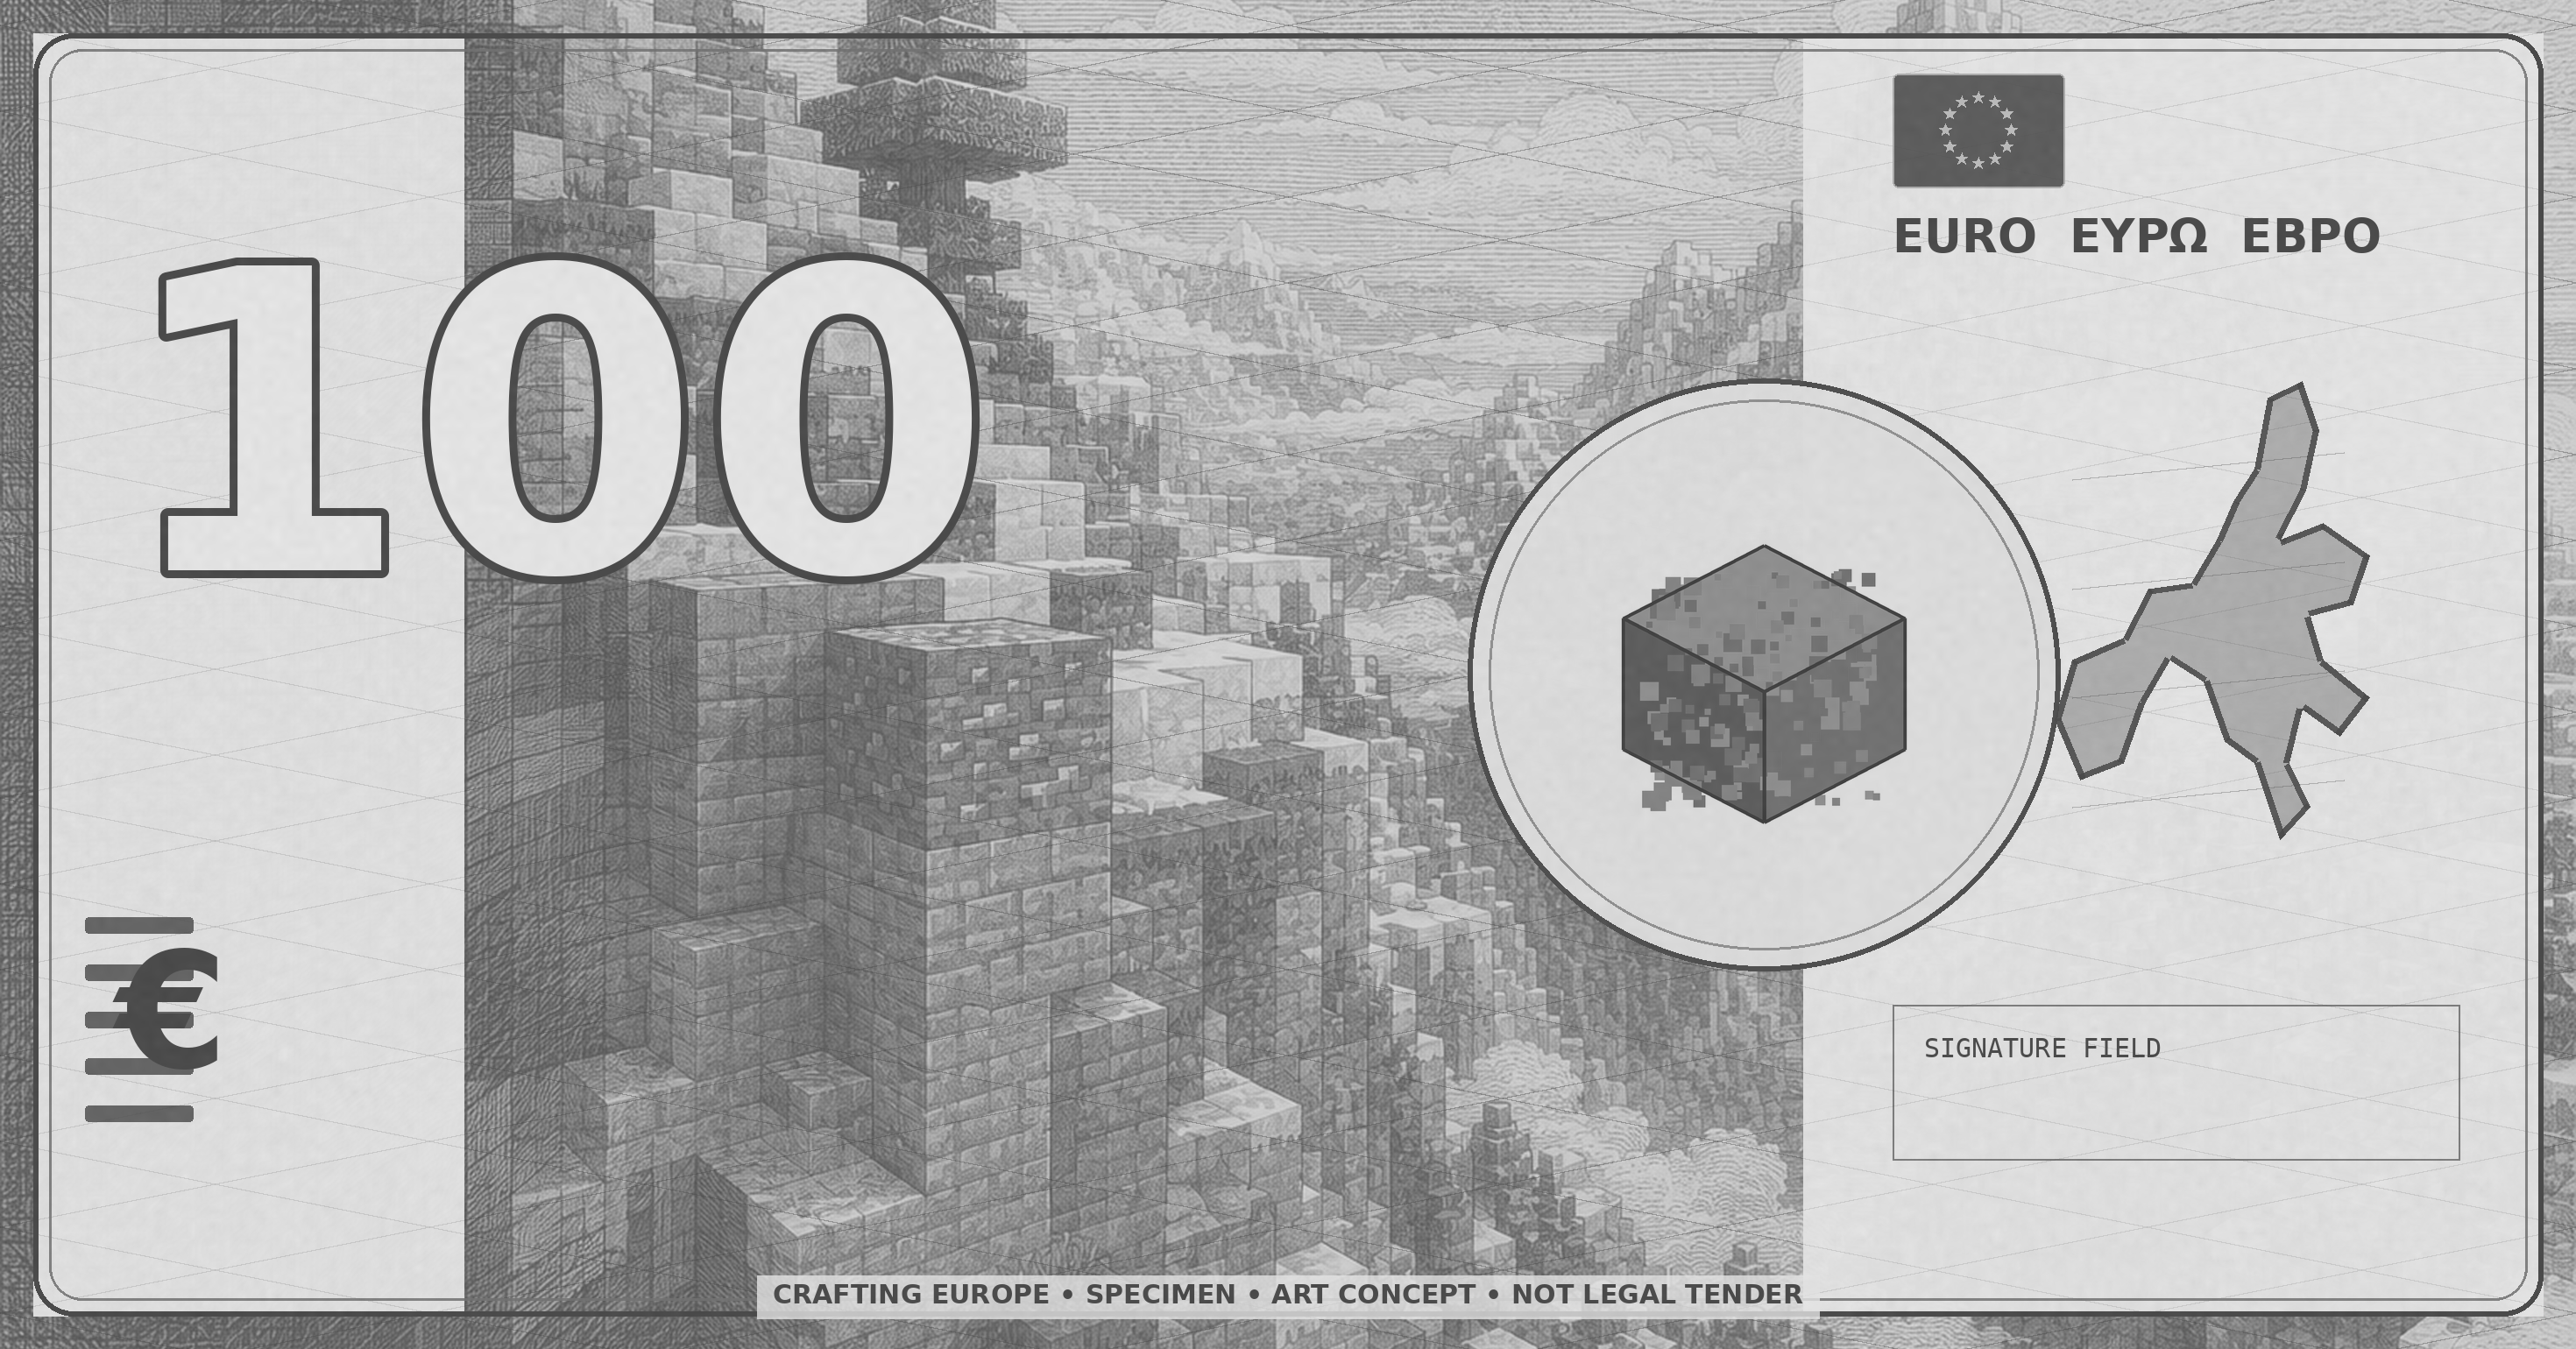 100
€
EURO ΕΥΡΩ ЕВРО
SIGNATURE FIELD
CRAFTING EUROPE • SPECIMEN • ART CONCEPT • NOT LEGAL TENDER